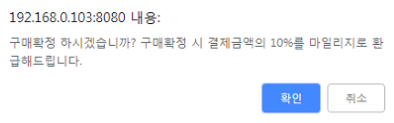 192.168.0.103:8080 내용:
구매확정 하시겠습니까? 구매확정 시 결제금액의 10%를 마일리지로 환
급해드립니다.
확인
취소